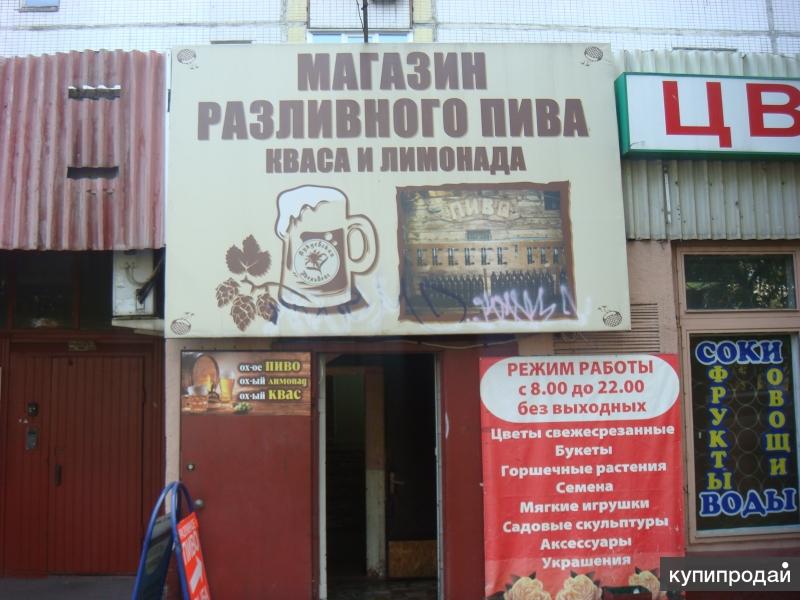 МАГАЗИН
РАЗЛИВНОГО ПИВА
КВАСА И ЛИМОНАДА
ПИВО
ЦВ
ох-ое ПИВО
ох-ый лимонад
ох-ый КВАС
РЕЖИМ РАБОТЫ
с 8.00 до 22.00
без выходных
Цветы свежесрезанные
Букеты
Горшечные растения
Семена
Мягкие игрушки
Садовые скульптуры
Аксессуары
Украшения
СОКИ
ФРУКТЫ
ОВОЩИ
ВОДЫ
купипродай